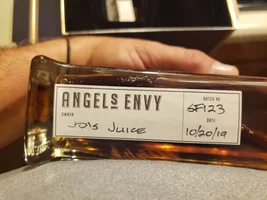 ANGELS ENVY
OWNER
JO'S JUICE
BATCH NO
SF123
DATE
10/20/19